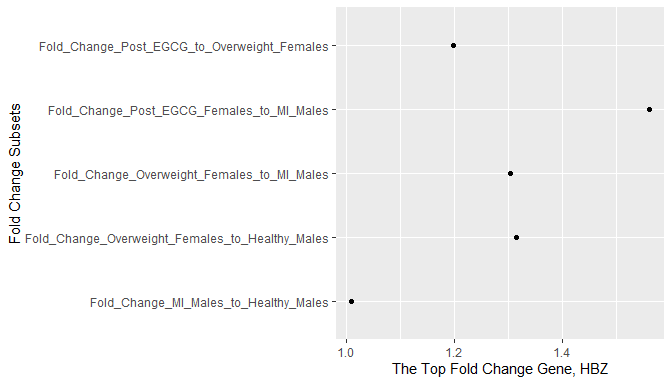 Fold_Change_Post_EGCG_to_Overweight_Females
Fold_Change_Post_EGCG_Females_to_MI_Males
Fold_Change_Overweight_Females_to_MI_Males
Fold_Change_Overweight_Females_to_Healthy_Males
Fold_Change_MI_Males_to_Healthy_Males
Fold Change Subsets
1.0 1.2 1.4
The Top Fold Change Gene, HBZ